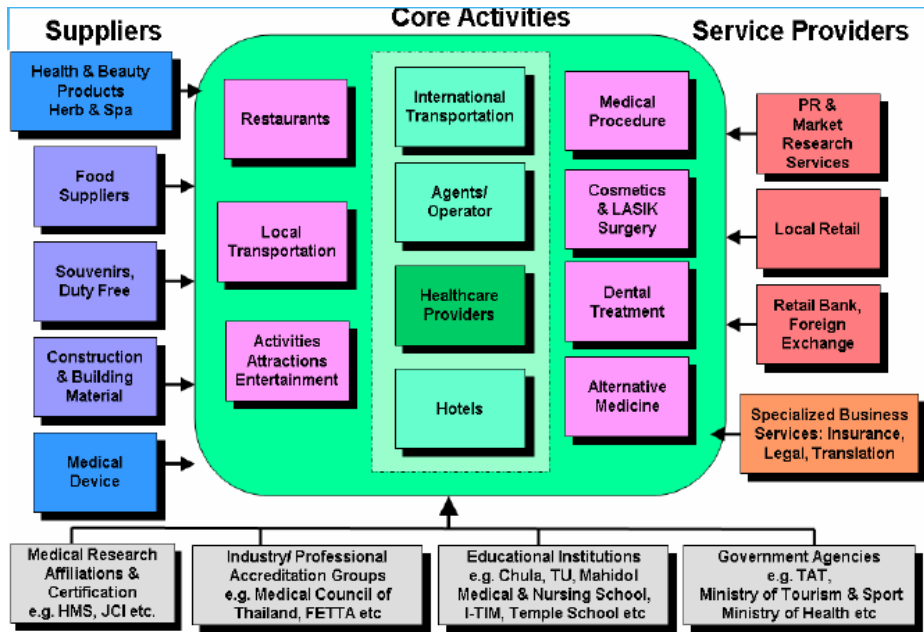 Suppliers
Core Activities
Service Providers
Health & Beauty
Products
Herb & Spa
Food
Suppliers
Souvenirs,
Duty Free
Construction
& Building
Material
Medical
Device
Restaurants
Local
Transportation
Activities
Attractions
Entertainment
International
Transportation
Agents/
Operator
Healthcare
Providers
Hotels
Medical
Procedure
Cosmetics
& LASIK
Surgery
Dental
Treatment
Alternative
Medicine
PR &
Market
Research
Services
Local Retail
Retail Bank,
Foreign
Exchange
Specialized Business
Services: Insurance,
Legal, Translation
Medical Research
Affiliations &
Certification
e.g. HMS, JCI etc.
Industry/ Professional
Accreditation Groups
e.g. Medical Council of
Thailand, FETTA etc
Educational Institutions
e.g. Chula, TU, Mahidol
Medical & Nursing School,
I-TIM, Temple School etc
Government Agencies
e.g. TAT,
Ministry of Tourism & Sport
Ministry of Health etc